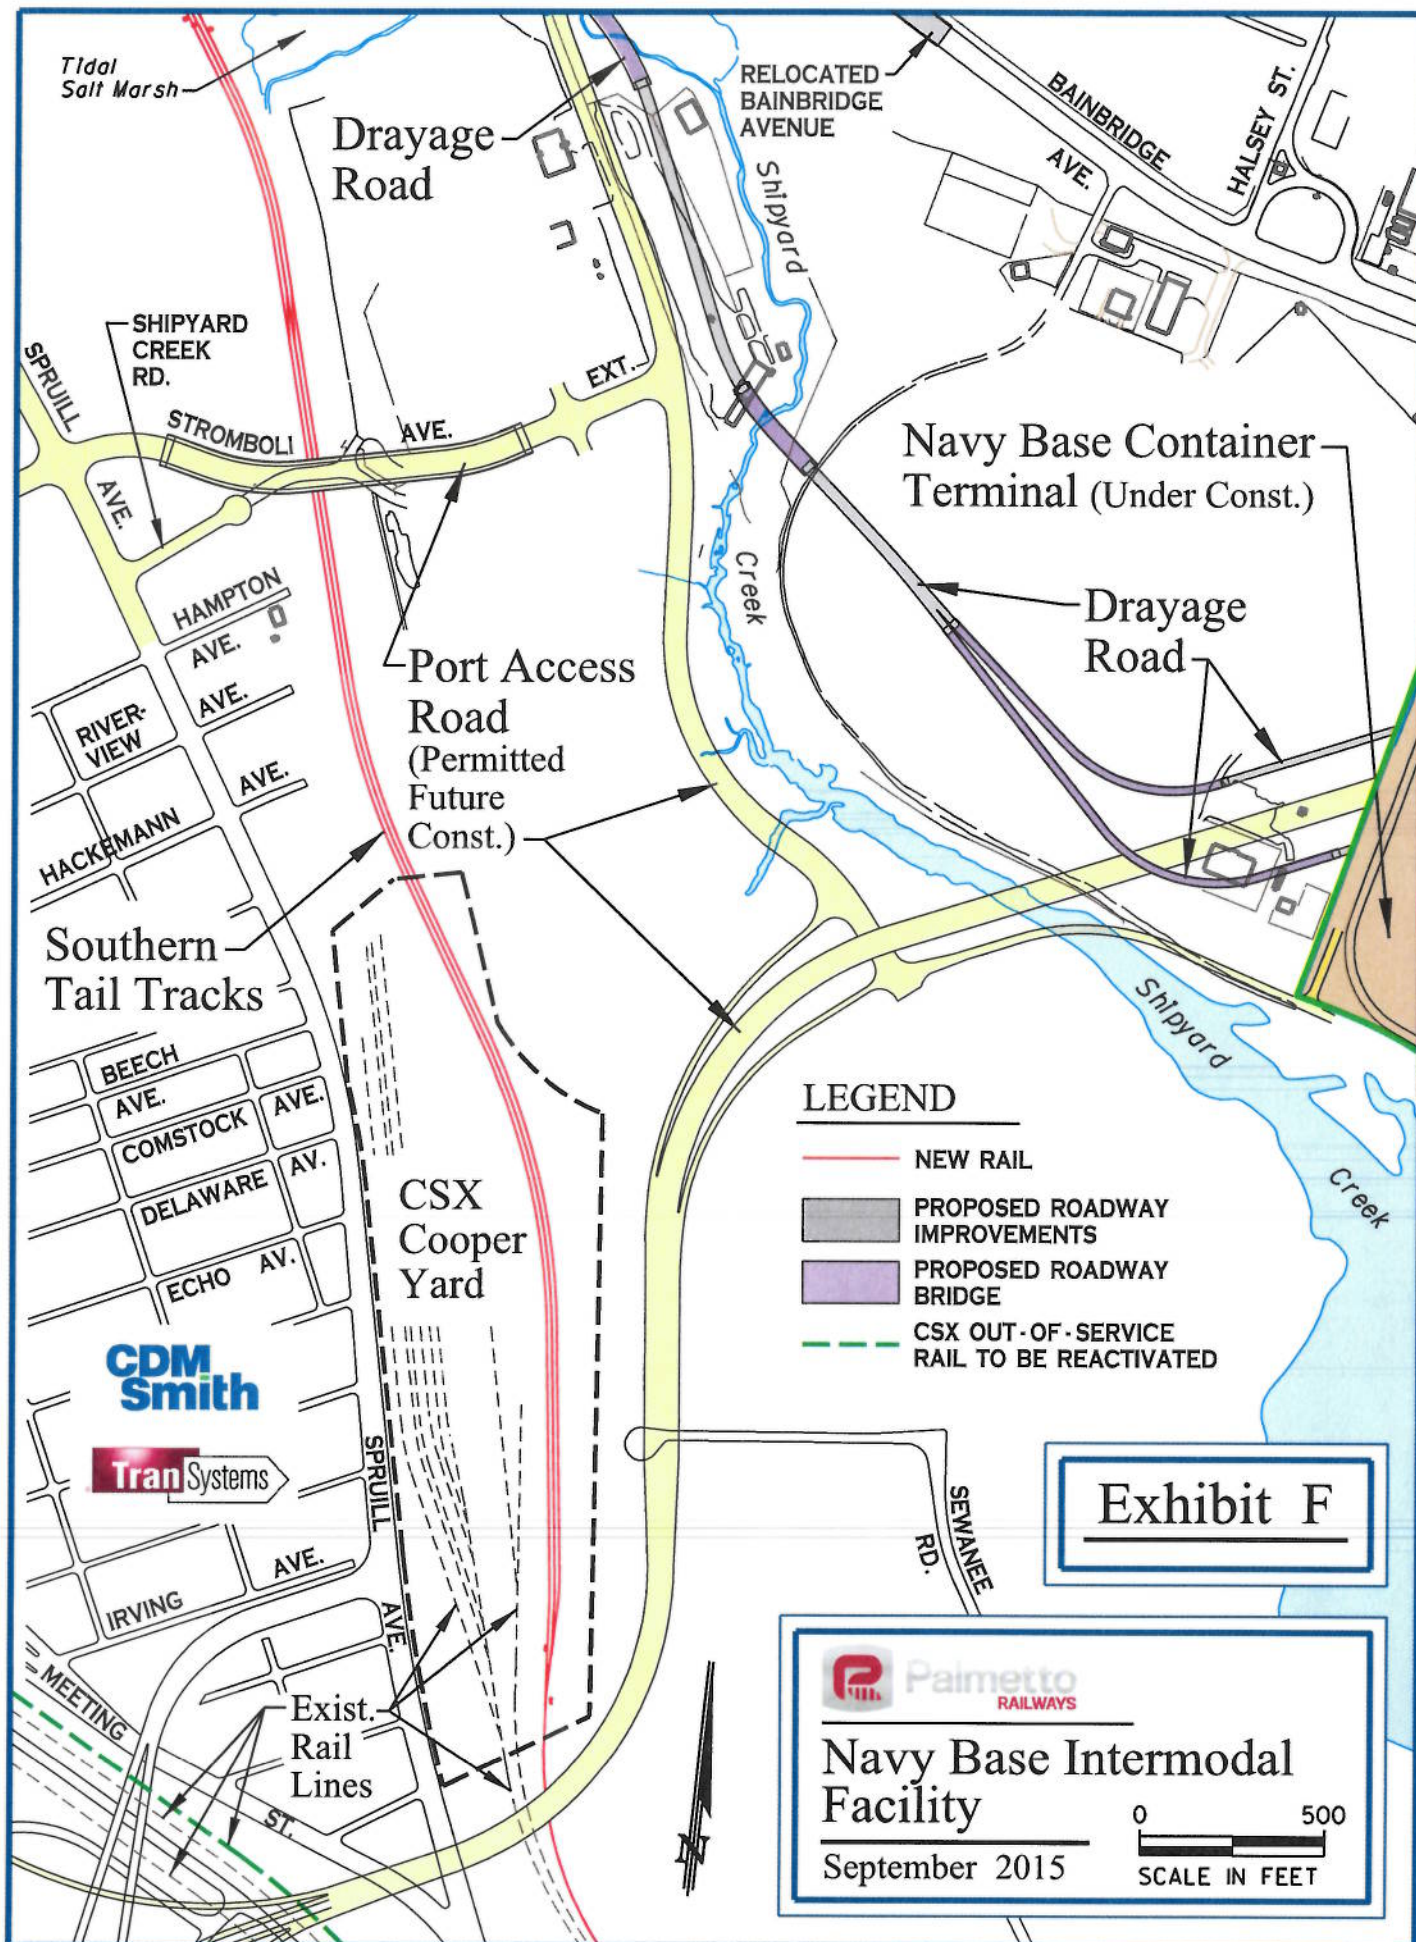 Tidal
Salt Marsh
Drayage
Road
RELOCATED
BAINBRIDGE
AVENUE
BAINBRIDGE
AVE.
HALSEY ST.
Shipyard
Creek
SHIPYARD
CREEK
RD.
SPRUILL
AVE.
STROMBOLI
AVE.
EXT.
Navy Base Container
Terminal (Under Const.)
Drayage
Road
HAMPTON
AVE.
Port Access
Road
(Permitted
Future
Const.)
RIVER-
VIEW
AVE.
HACKEMANN
AVE.
Southern
Tail Tracks
BEECH
AVE.
COMSTOCK
AVE.
DELAWARE
AV.
ECHO AV.
CSX
Cooper
Yard
Shipyard
Creek
LEGEND
NEW RAIL
PROPOSED ROADWAY
IMPROVEMENTS
PROPOSED ROADWAY
BRIDGE
CSX OUT-OF-SERVICE
RAIL TO BE REACTIVATED
CDM
Smith
TranSystems
SPRUILL
AVE.
IRVING
AVE.
SEWANEE
RD.
Exhibit F
MEETING
ST.
Exist.
Rail
Lines
N
Palmetto
RAILWAYS
Navy Base Intermodal
Facility
September 2015
0 500
SCALE IN FEET